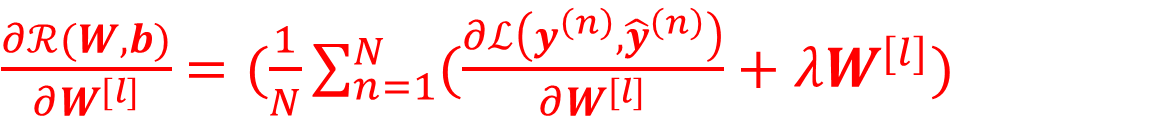 ∂ℛ(W,b)/∂W^[l] = (1/N ∑_{n=1}^{N} (∂ℒ(y^(n),ŷ^(n))/∂W^[l] + λW^[l])